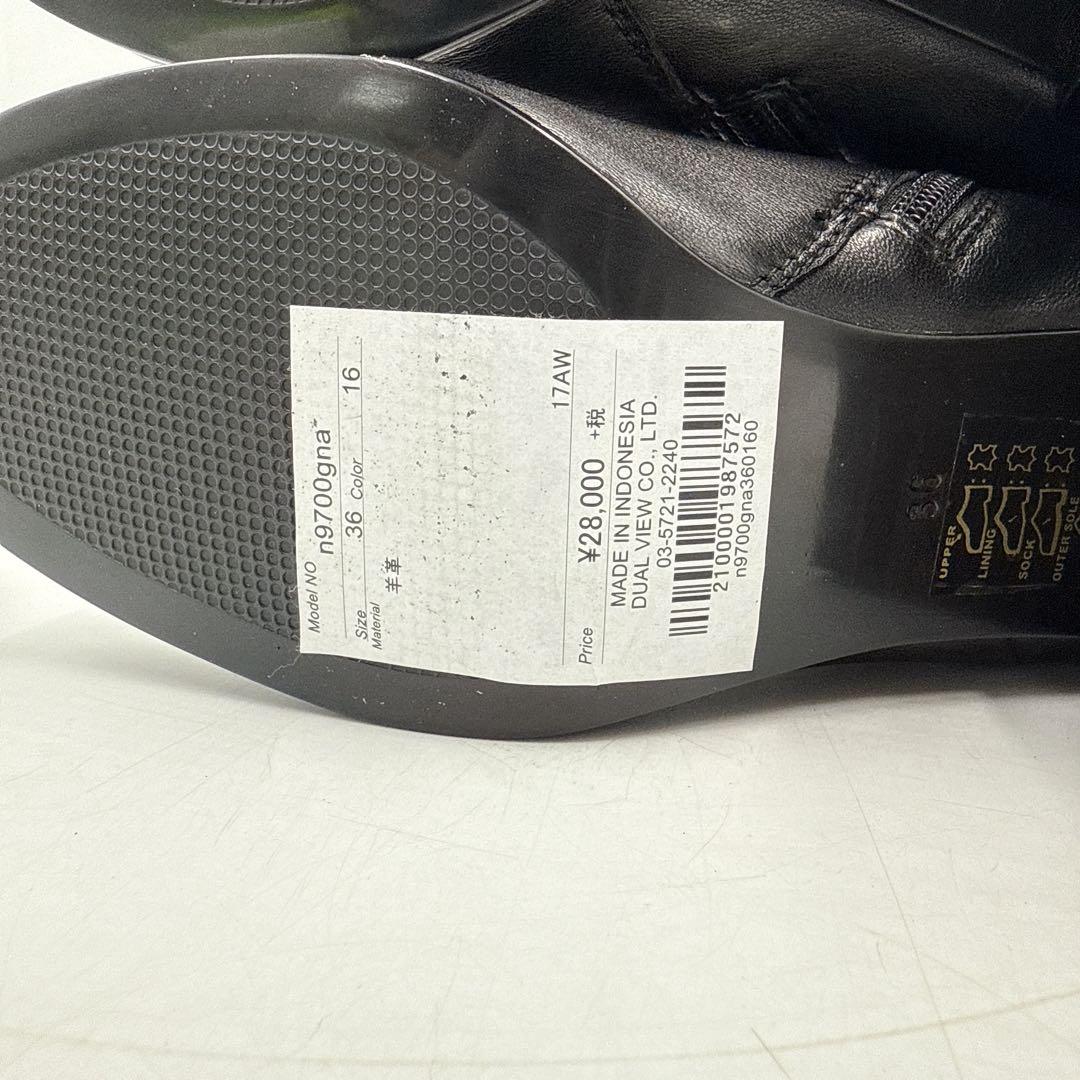 Model NO n9700gna*
Size 36 Color 16
Material
羊革
17AW
Price ¥28,000 +税
MADE IN INDONESIA
DUAL VIEW CO., LTD.
03-5721-2240
2100001987572
n9700gna360160
36
UPPER
LINING
SOCK
OUTER SOLE